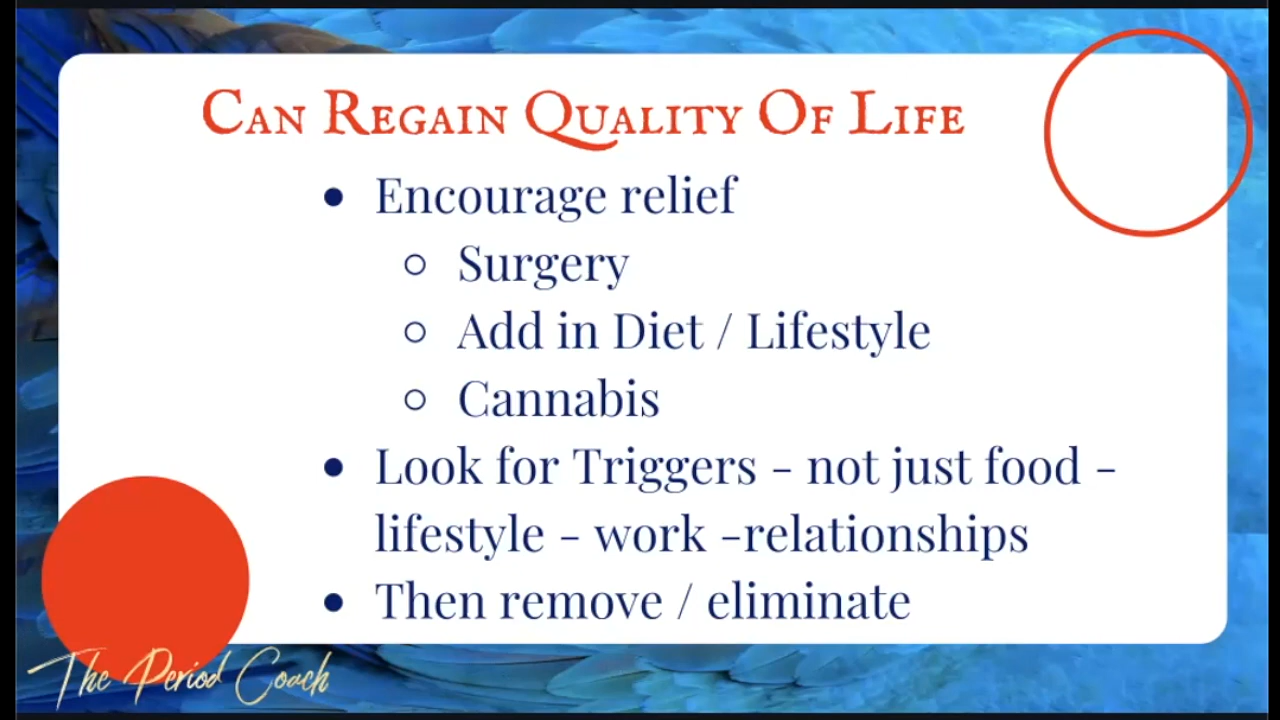 Can Regain Quality Of Life
• Encourage relief
○ Surgery
○ Add in Diet / Lifestyle
○ Cannabis
• Look for Triggers - not just food -
lifestyle - work -relationships
• Then remove / eliminate
The Period Coach